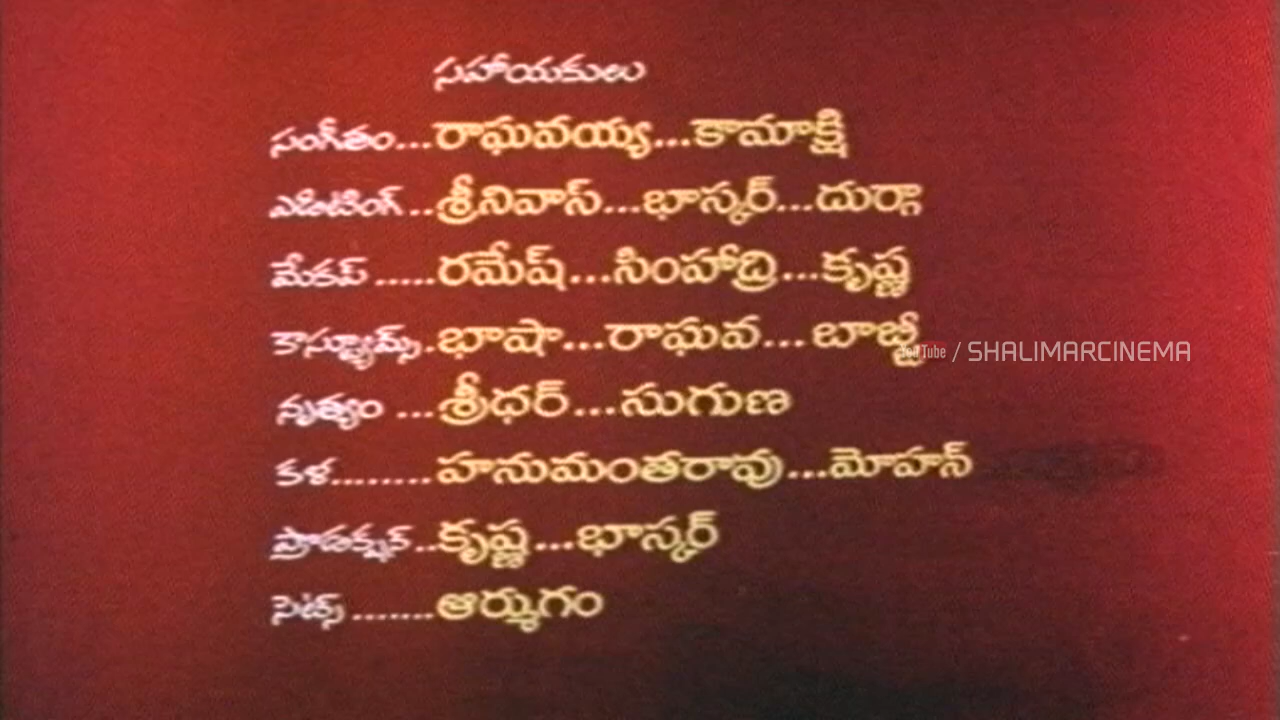 సహాయకులు
సంగీతం...రాఘవయ్య...కామాక్షి
ఎడిటింగ్..శ్రీనివాస్...భాస్కర్...దుర్గా
మేకప్.....రమేష్...సింహాద్రి...కృష్ణ
కాస్ట్యూమ్స్.భాషా...రాఘవ...బాబ్జీ
YouTube / SHALIMARCINEMA
నృత్యం ...శ్రీధర్...సుగుణ
కళ........హనుమంతరావు...మోహన్
ప్రొడక్షన్..కృష్ణ...భాస్కర్
సెట్స్.......ఆర్ముగం